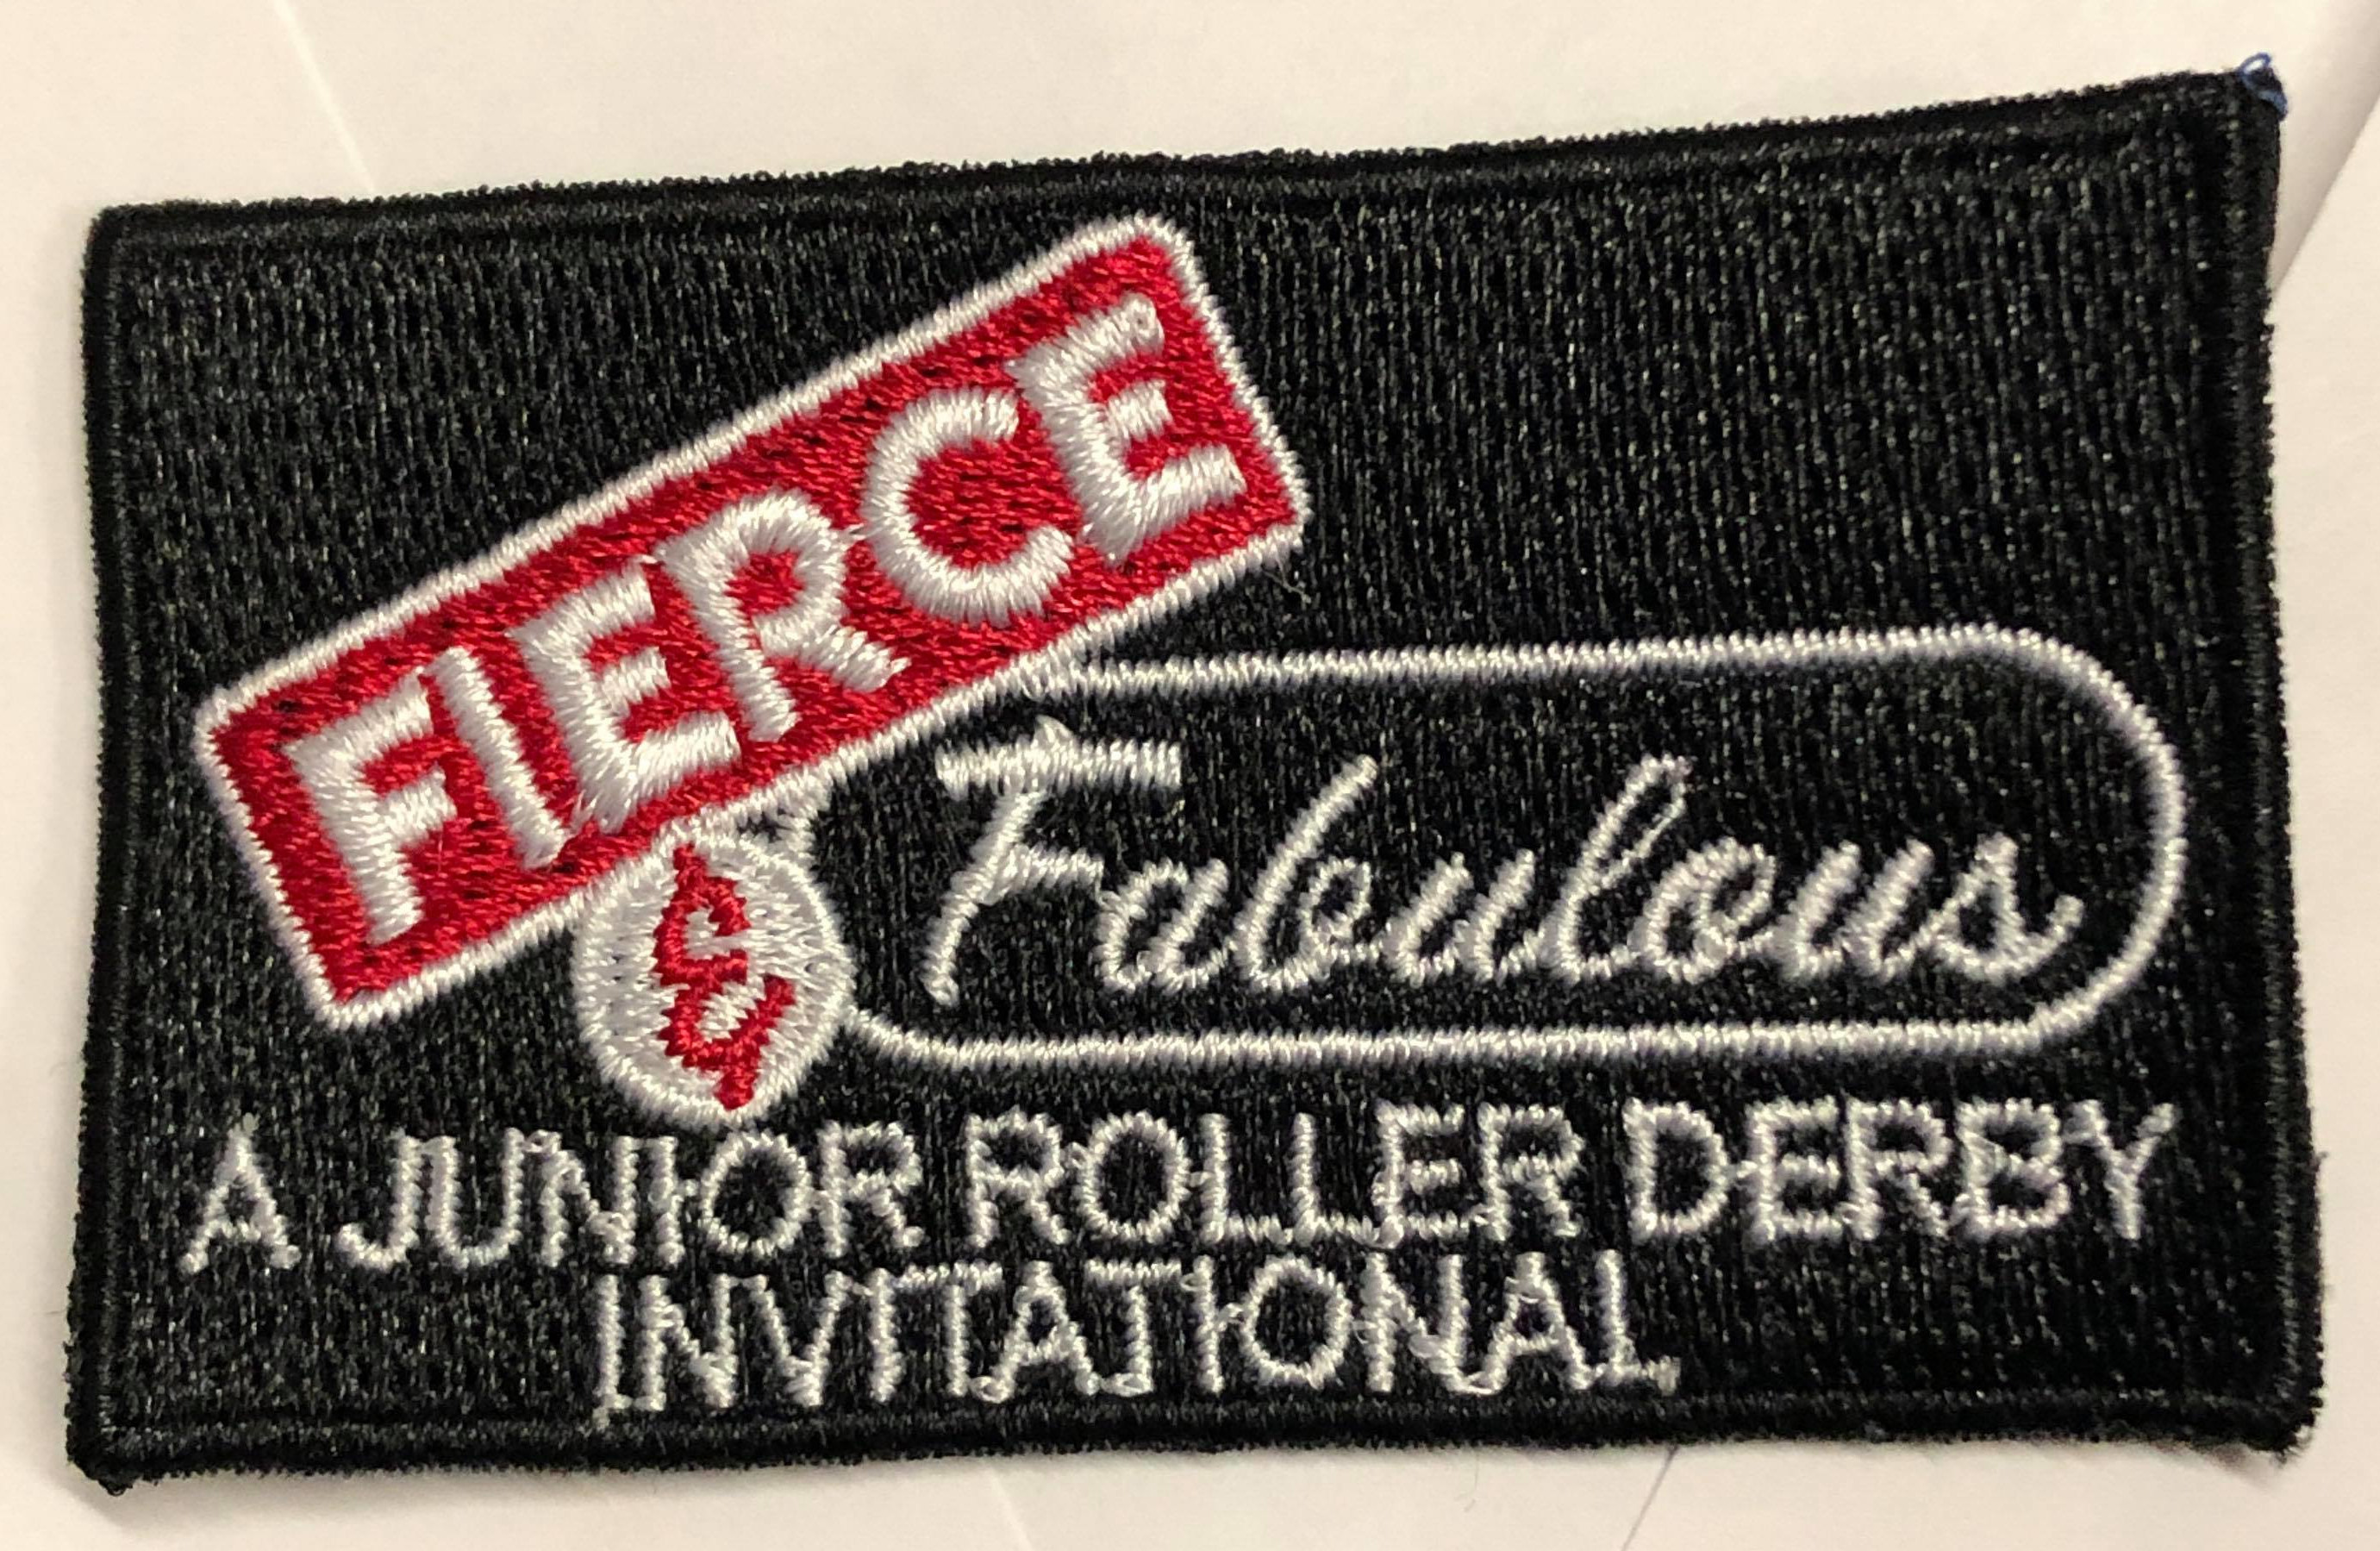 FIERCE
&
Fabulous
A JUNIOR ROLLER DERBY
INVITATIONAL